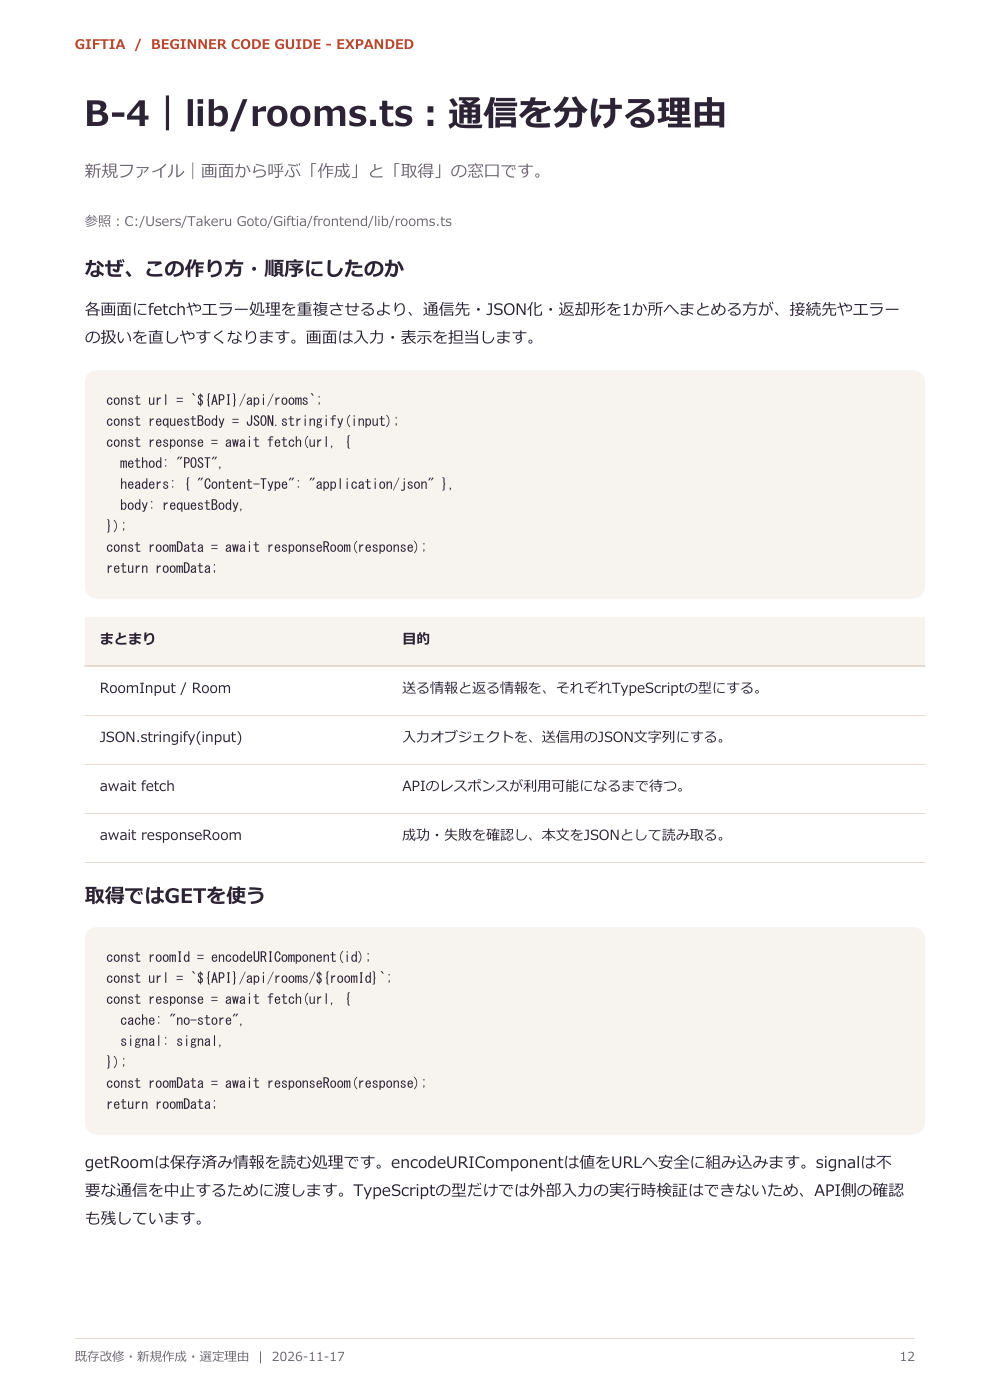 GIFTIA / BEGINNER CODE GUIDE - EXPANDED
B-4｜lib/rooms.ts：通信を分ける理由
新規ファイル｜画面から呼ぶ「作成」と「取得」の窓口です。
参照：C:/Users/Takeru Goto/Giftia/frontend/lib/rooms.ts
なぜ、この作り方・順序にしたのか
各画面にfetchやエラー処理を重複させるより、通信先・JSON化・返却形を1か所へまとめる方が、接続先やエラー
の扱いを直しやすくなります。画面は入力・表示を担当します。
const url = `${API}/api/rooms`;
const requestBody = JSON.stringify(input);
const response = await fetch(url, {
  method: "POST",
  headers: { "Content-Type": "application/json" },
  body: requestBody,
});
const roomData = await responseRoom(response);
return roomData;
まとまり 目的
RoomInput / Room 送る情報と返る情報を、それぞれTypeScriptの型にする。
JSON.stringify(input) 入力オブジェクトを、送信用のJSON文字列にする。
await fetch APIのレスポンスが利用可能になるまで待つ。
await responseRoom 成功・失敗を確認し、本文をJSONとして読み取る。
取得ではGETを使う
const roomId = encodeURIComponent(id);
const url = `${API}/api/rooms/${roomId}`;
const response = await fetch(url, {
  cache: "no-store",
  signal: signal,
});
const roomData = await responseRoom(response);
return roomData;
getRoomは保存済み情報を読む処理です。encodeURIComponentは値をURLへ安全に組み込みます。signalは不
要な通信を中止するために渡します。TypeScriptの型だけでは外部入力の実行時検証はできないため、API側の確認
も残しています。
既存改修・新規作成・選定理由 | 2026-11-17 12